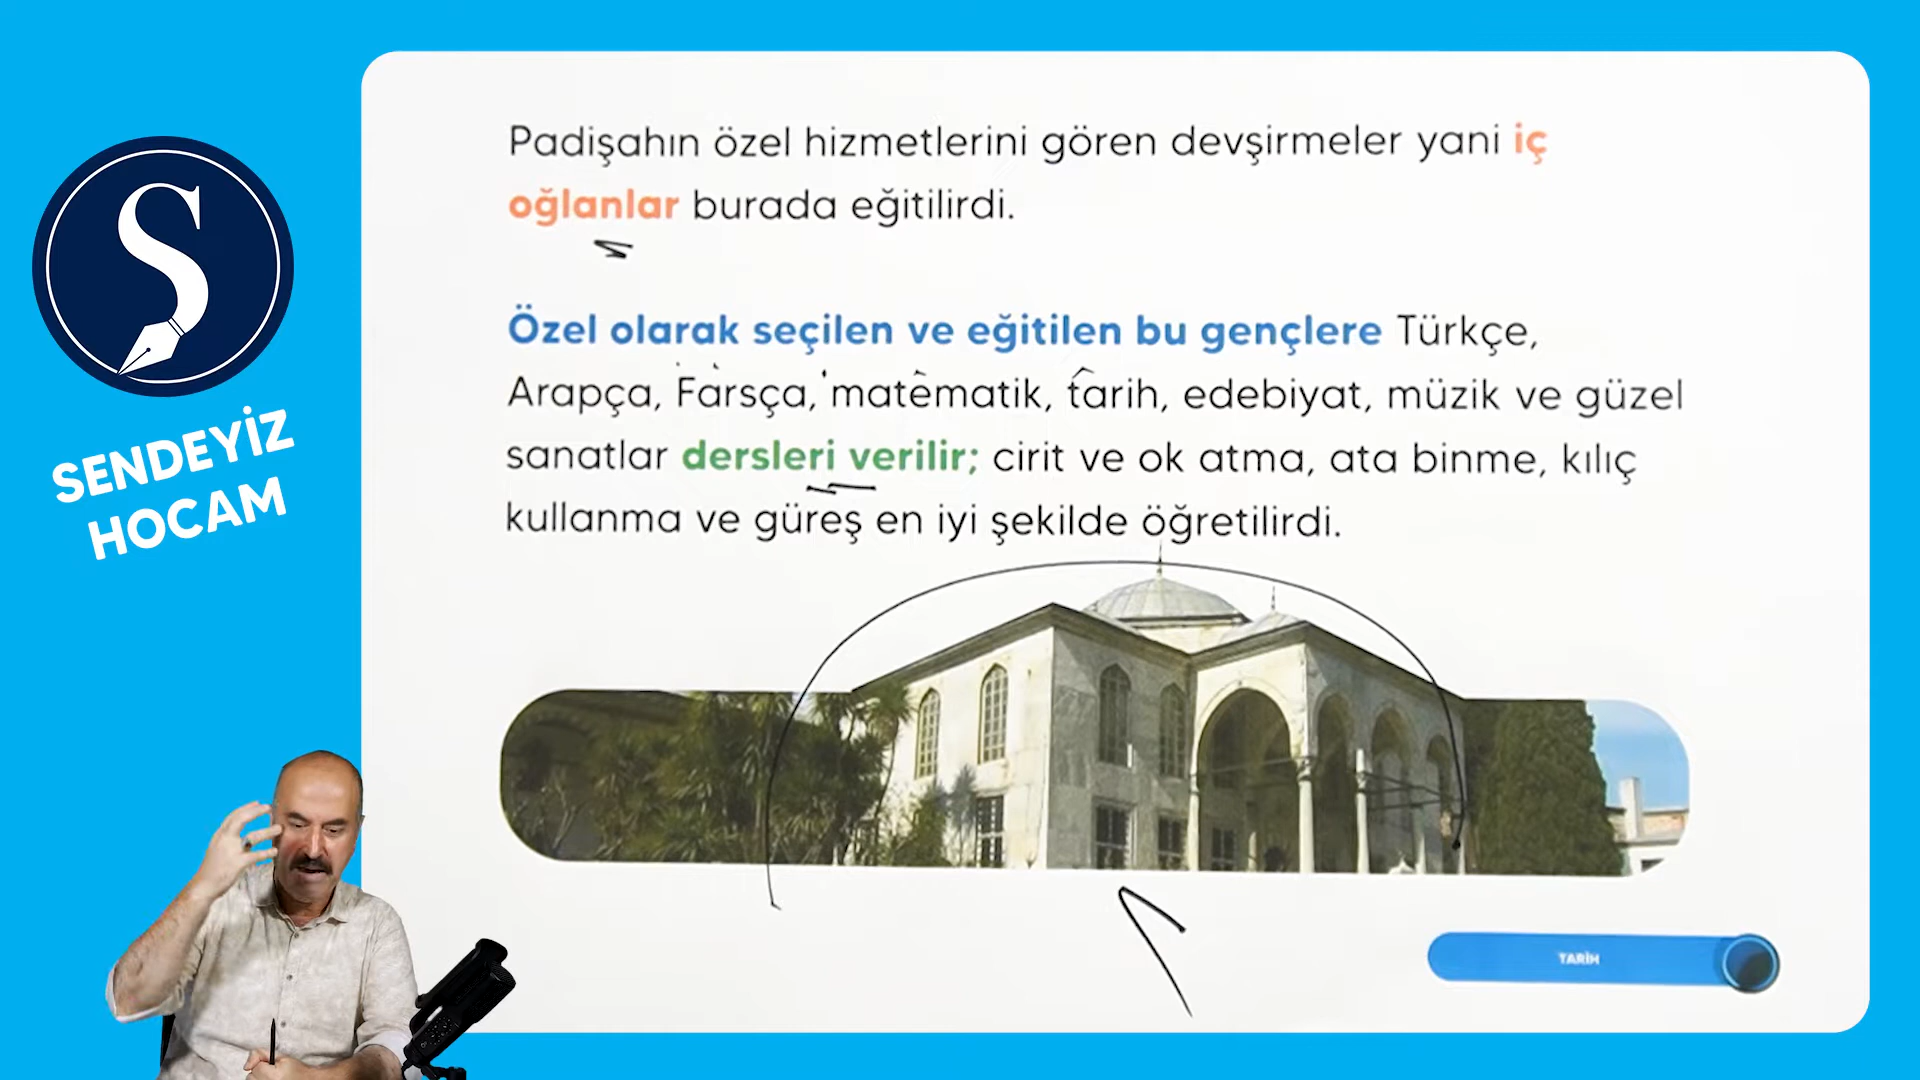 SENDEYİZ
HOCAM
Padişahın özel hizmetlerini gören devşirmeler yani iç
oğlanlar burada eğitilirdi.
Özel olarak seçilen ve eğitilen bu gençlere Türkçe,
Arapça, Farsça, matematik, tarih, edebiyat, müzik ve güzel
sanatlar dersleri verilir; cirit ve ok atma, ata binme, kılıç
kullanma ve güreş en iyi şekilde öğretilirdi.
TARİH